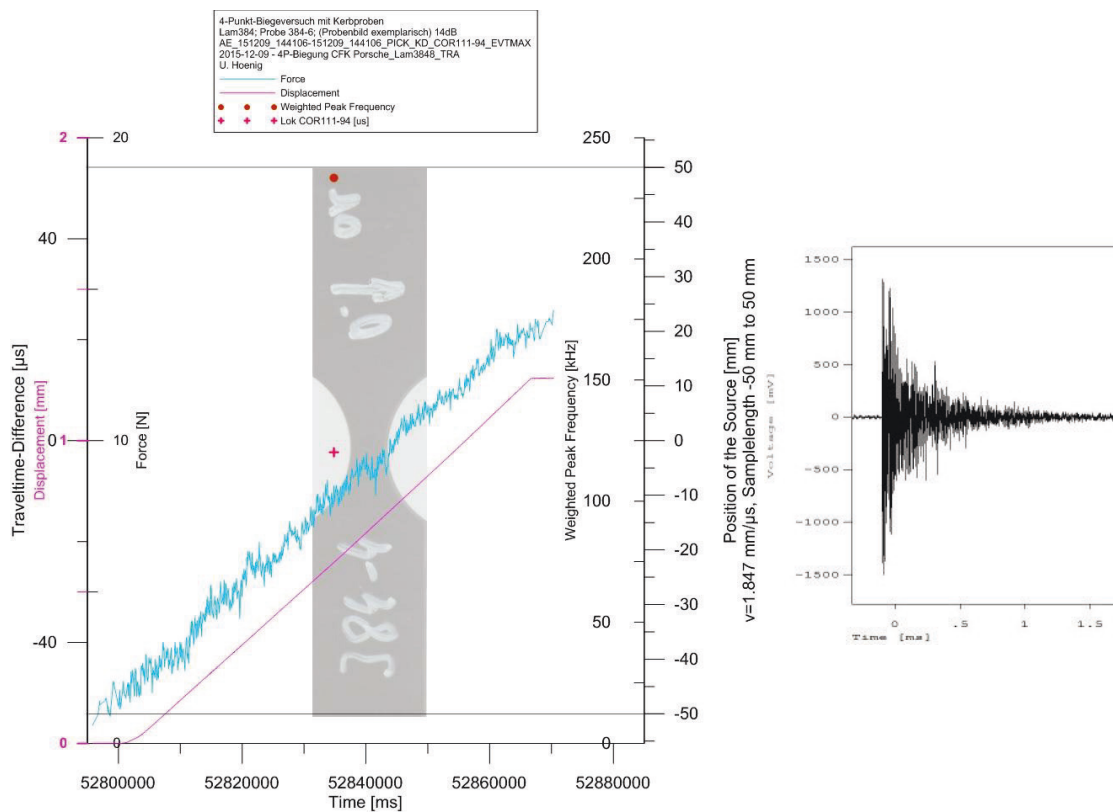 4-Punkt-Biegeversuch mit Kerbproben
Lam384; Probe 384-6; (Probenbild exemplarisch) 14dB
AE_151209_144106-151209_144106_PICK_KD_COR111-94_EVTMAX
2015-12-09 - 4P-Biegung CFK Porsche_Lam3848_TRA
U. Hoenig
Force
Displacement
Weighted Peak Frequency
Lok COR111-94 [us]
2
1
0
Displacement [mm]
40
0
-40
Traveltime-Difference [µs]
20
10
0
Force [N]
250
200
150
100
50
0
Weighted Peak Frequency [kHz]
50
40
30
20
10
0
-10
-20
-30
-40
-50
Position of the Source [mm]
v=1.847 mm/µs, Samplelength -50 mm to 50 mm
52800000
52820000
52840000
52860000
52880000
Time [ms]
1500
1000
500
0
-500
-1000
-1500
Voltage [mV]
0
.5
1
1.5
Time [ms]